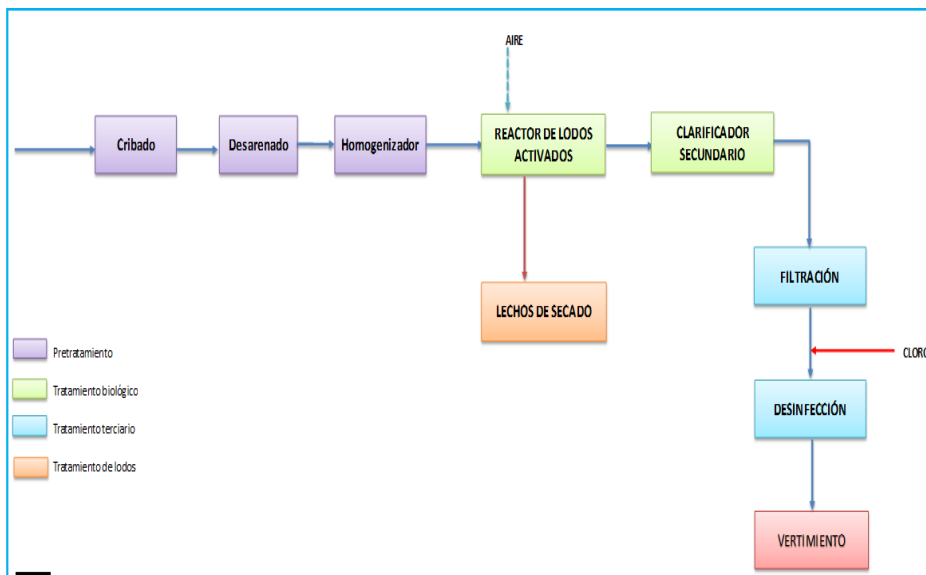 AIRE
Cribado
Desarenado
Homogenizador
REACTOR DE LODOS
ACTIVADOS
CLARIFICADOR
SECUNDARIO
FILTRACIÓN
LECHOS DE SECADO
CLORO
DESINFECCIÓN
VERTIMIENTO
Pretratamiento
Tratamiento biológico
Tratamiento terciario
Tratamiento de lodos